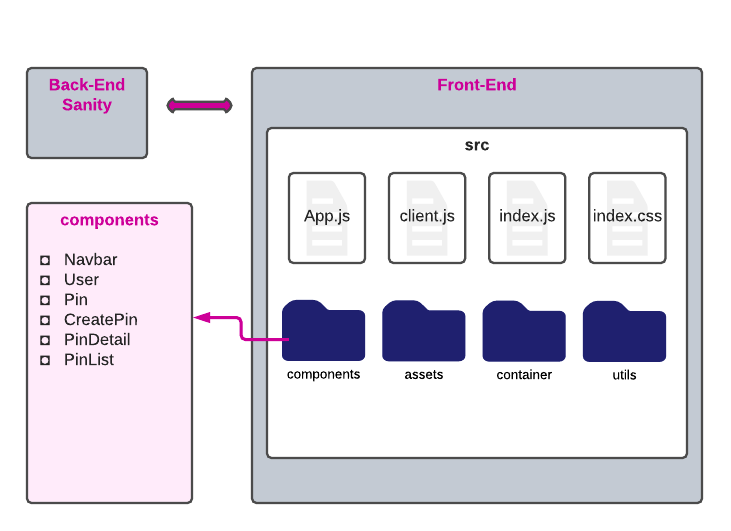 Back-End
Sanity
Front-End
src
App.js
client.js
index.js
index.css
components
assets
container
utils
components
Navbar
User
Pin
CreatePin
PinDetail
PinList